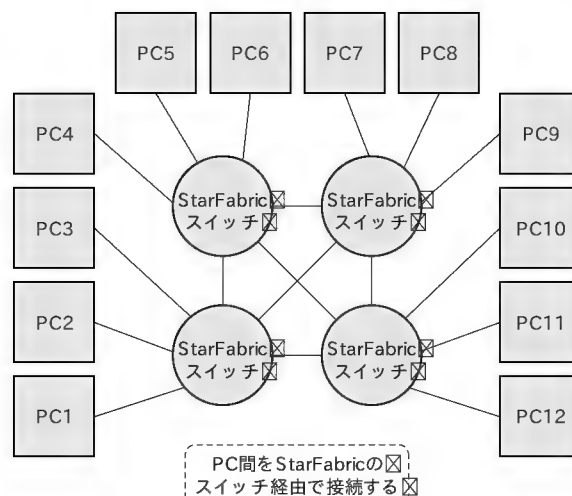 PC5
PC6
PC7
PC8
PC4
PC9
StarFabric
スイッチ
StarFabric
スイッチ
PC3
PC10
PC2
PC11
StarFabric
スイッチ
StarFabric
スイッチ
PC1
PC12
PC間をStarFabricの
スイッチ経由で接続する